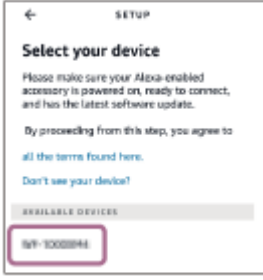 SETUP
Select your device
Please make sure your Alexa-enabled
accessory is powered on, ready to connect,
and has the latest software update.
By proceeding from this step, you agree to
all the terms found here.
Don't see your device?
AVAILABLE DEVICES